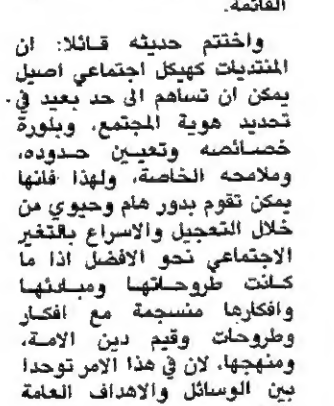 القائمة.
واختتم حديثه قائلا: ان
المنتديات كهيكل اجتماعي اصيل
يمكن ان تساهم الى حد بعيد في
تحديد هوية المجتمع، وبلورة
خصائصه وتعيين حدوده،
وملامحه الخاصة، ولهذا فانها
يمكن تقوم بدور هام وحيوي من
خلال التعجيل والاسراع بالتغير
الاجتماعي نحو الافضل اذا ما
كانت طروحاتها ومبادئها
وافكارها منسجمة مع افكار
وطروحات وقيم دين الامة،
ومنهجها، لان في هذا الامر توحدا
بين الوسائل والاهداف العامة